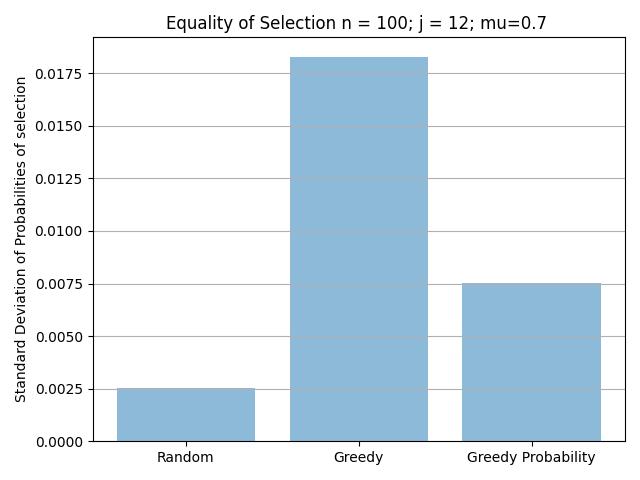 Equality of Selection n = 100; j = 12; mu=0.7
Standard Deviation of Probabilities of selection
0.0175
0.0150
0.0125
0.0100
0.0075
0.0050
0.0025
0.0000
Random Greedy Greedy Probability